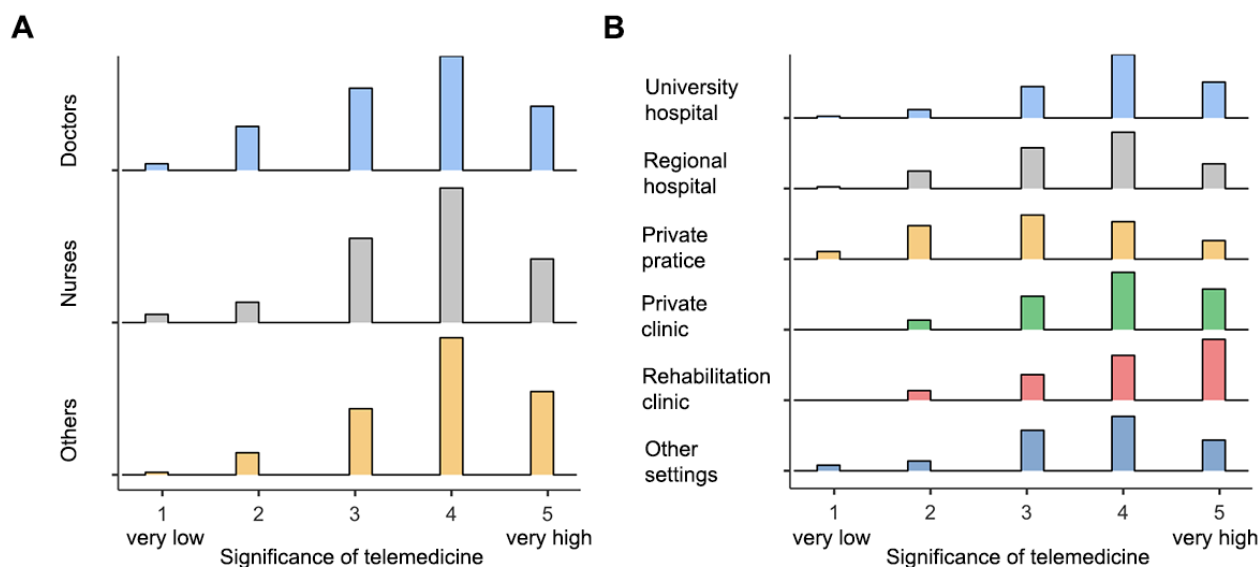 A
Doctors
Nurses
Others
1
2
3
4
5
very low
very high
Significance of telemedicine
B
University
hospital
Regional
hospital
Private
pratice
Private
clinic
Rehabilitation
clinic
Other
settings
1
2
3
4
5
very low
very high
Significance of telemedicine